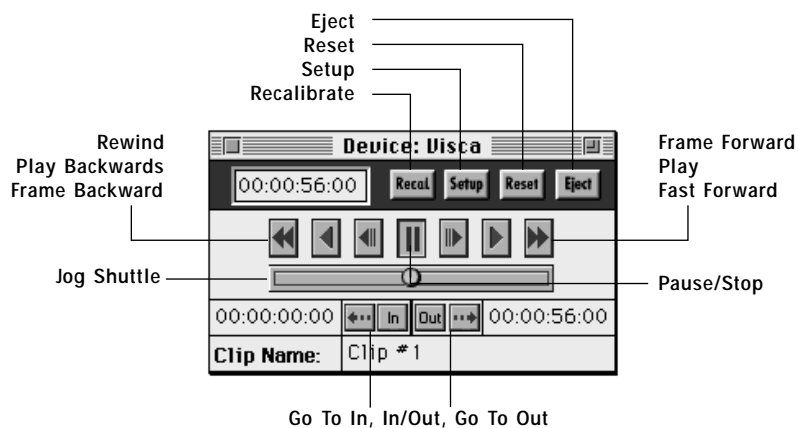 Eject
Reset
Setup
Recalibrate
Rewind
Play Backwards
Frame Backward
Frame Forward
Play
Fast Forward
Device: Visca
00:00:56:00
Recal
Setup
Reset
Eject
Jog Shuttle
Pause/Stop
00:00:00:00
In
Out
00:00:56:00
Clip Name:
Clip #1
Go To In, In/Out, Go To Out